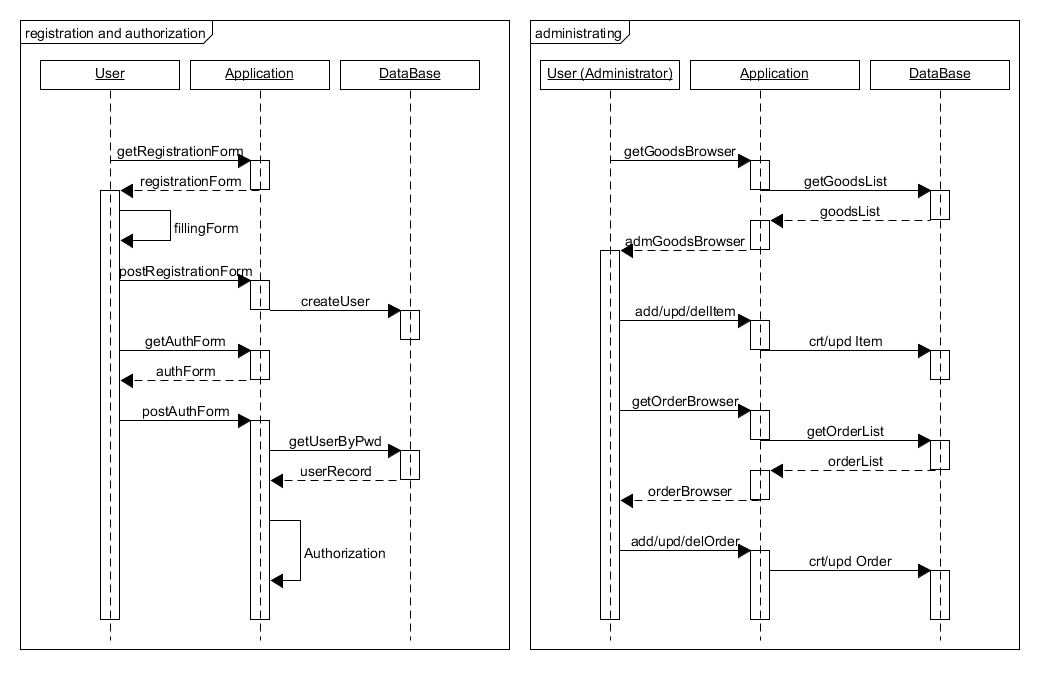 registration and authorization
User
Application
DataBase
getRegistrationForm
registrationForm
fillingForm
postRegistrationForm
createUser
getAuthForm
authForm
postAuthForm
getUserByPwd
userRecord
Authorization
administrating
User (Administrator)
Application
DataBase
getGoodsBrowser
getGoodsList
goodsList
admGoodsBrowser
add/upd/delItem
crt/upd Item
getOrderBrowser
getOrderList
orderList
orderBrowser
add/upd/delOrder
crt/upd Order